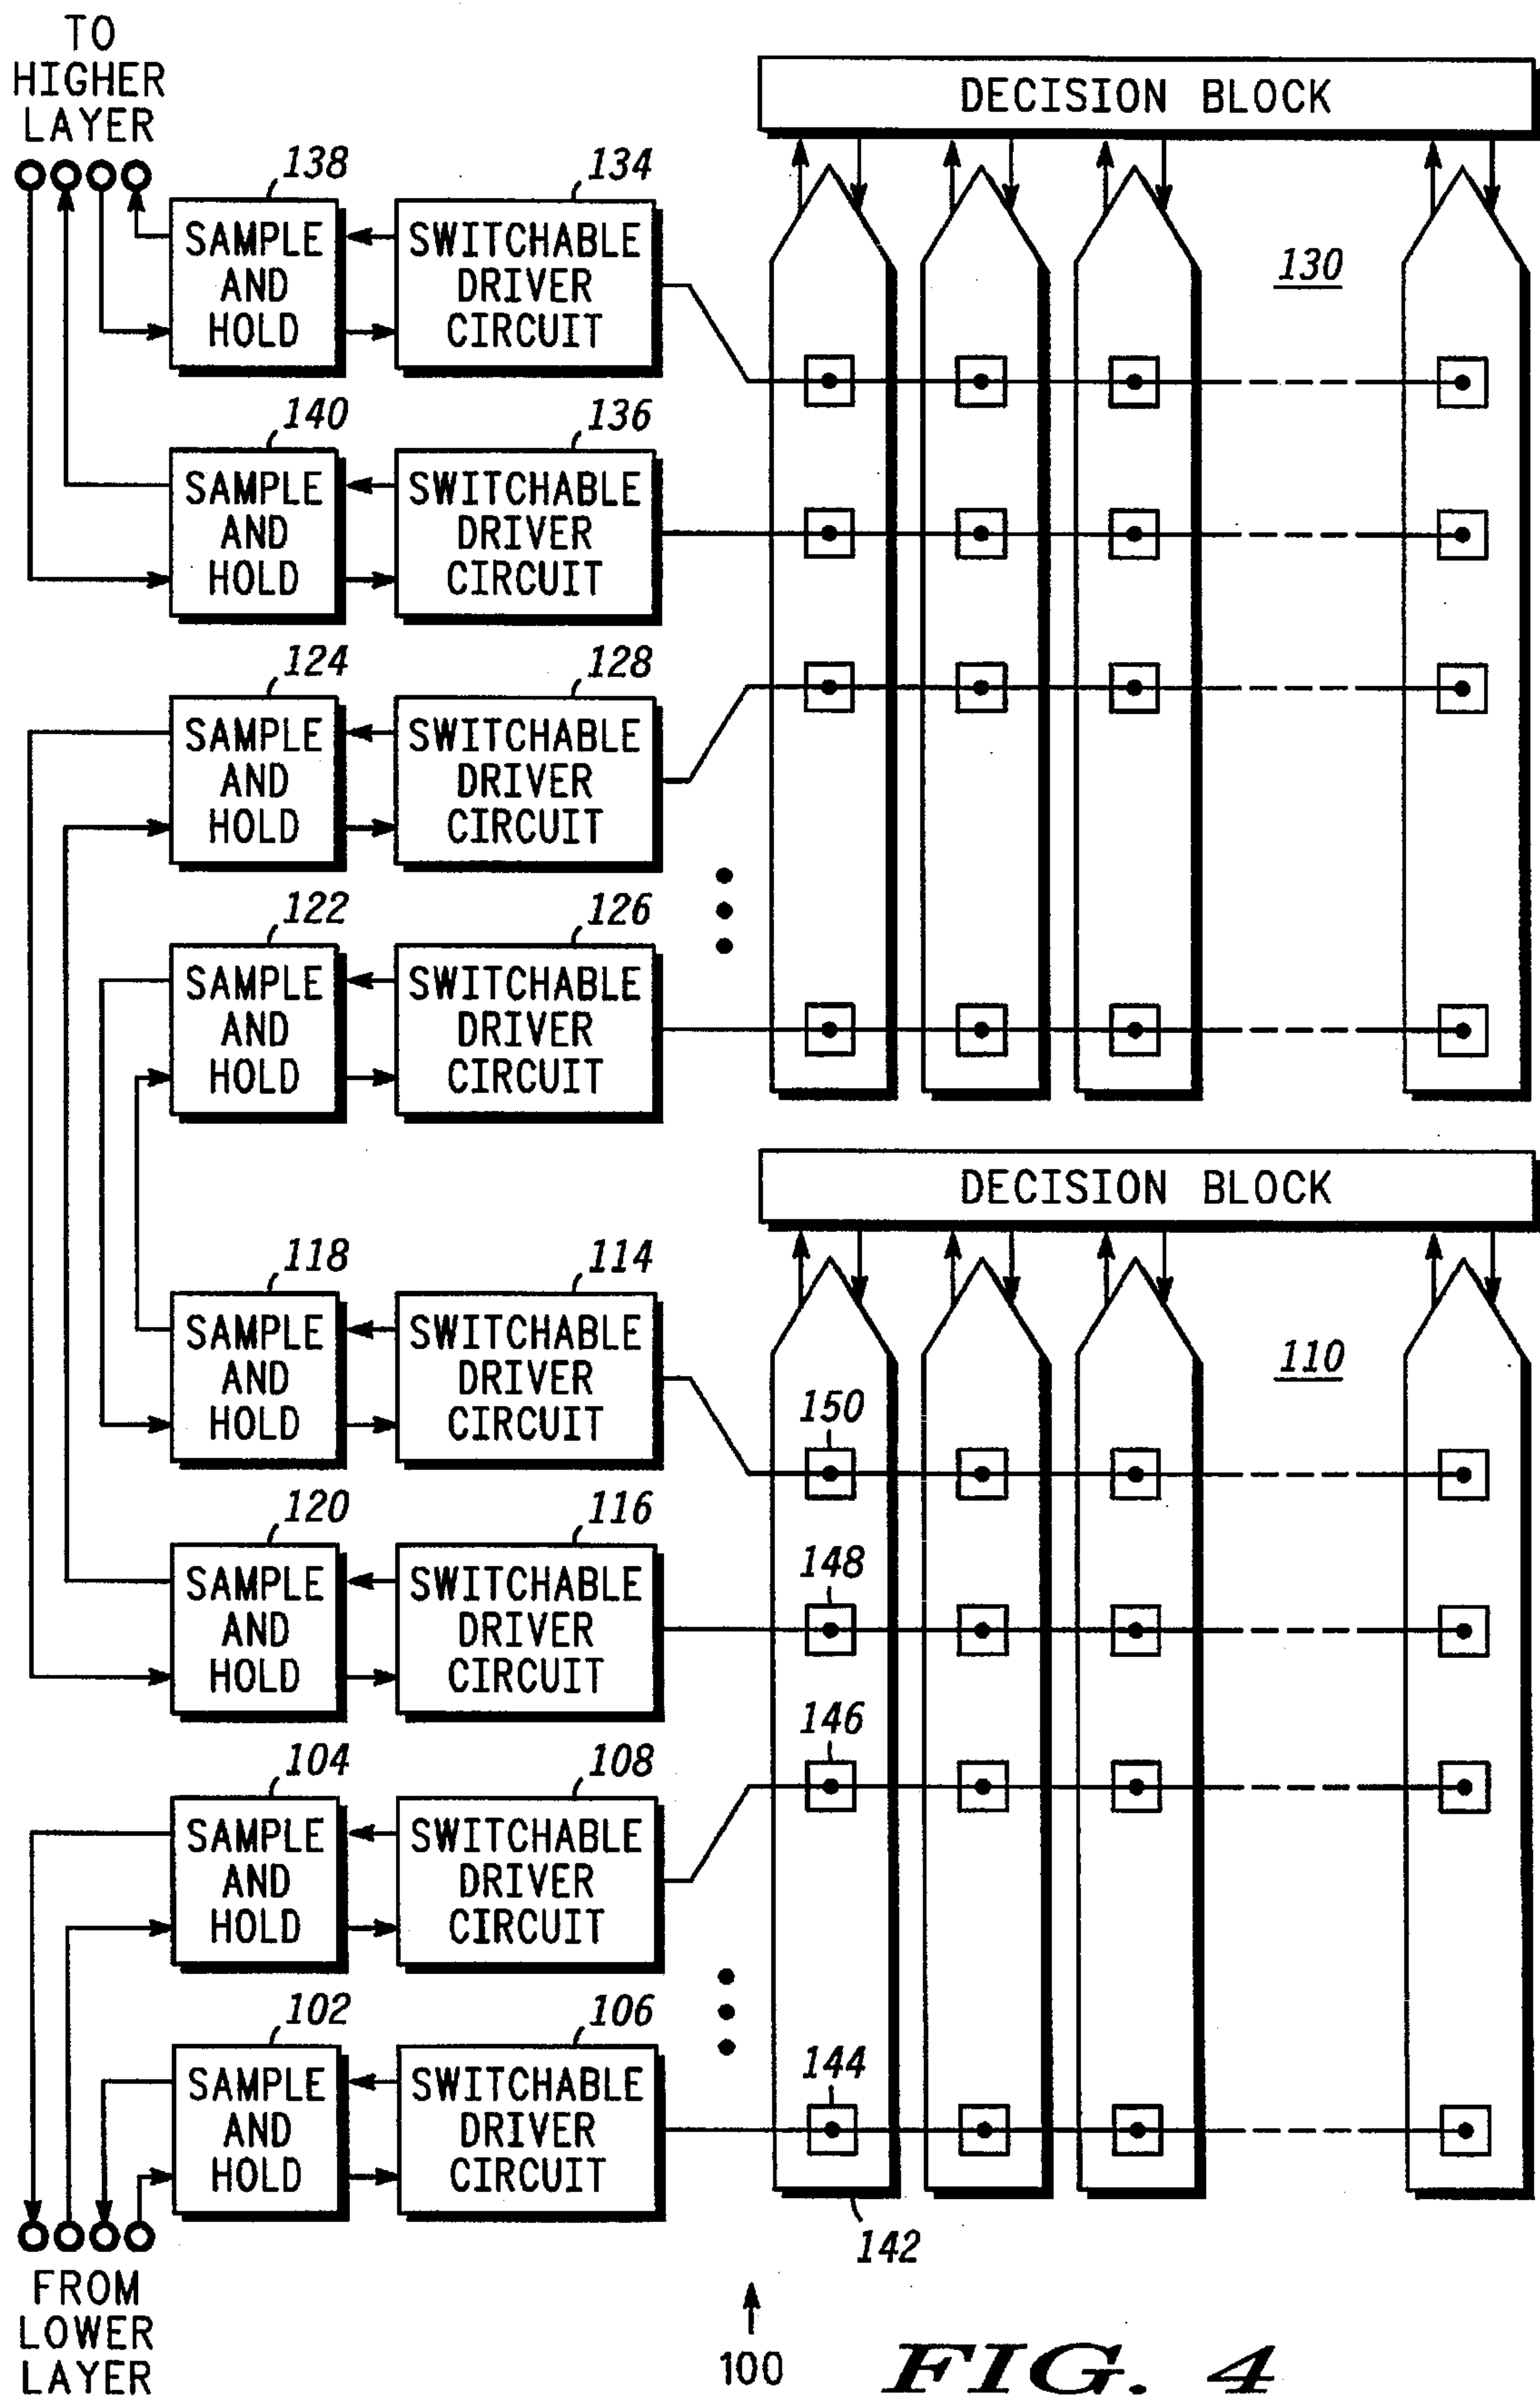 TO
HIGHER
LAYER
DECISION BLOCK
138
134
SAMPLE
AND
HOLD
SWITCHABLE
DRIVER
CIRCUIT
130
140
136
SAMPLE
AND
HOLD
SWITCHABLE
DRIVER
CIRCUIT
124
128
SAMPLE
AND
HOLD
SWITCHABLE
DRIVER
CIRCUIT
122
126
SAMPLE
AND
HOLD
SWITCHABLE
DRIVER
CIRCUIT
DECISION BLOCK
118
114
SAMPLE
AND
HOLD
SWITCHABLE
DRIVER
CIRCUIT
110
150
120
116
SAMPLE
AND
HOLD
SWITCHABLE
DRIVER
CIRCUIT
148
146
104
108
SAMPLE
AND
HOLD
SWITCHABLE
DRIVER
CIRCUIT
102
106
SAMPLE
AND
HOLD
SWITCHABLE
DRIVER
CIRCUIT
144
142
FROM
LOWER
LAYER
100
FIG. 4